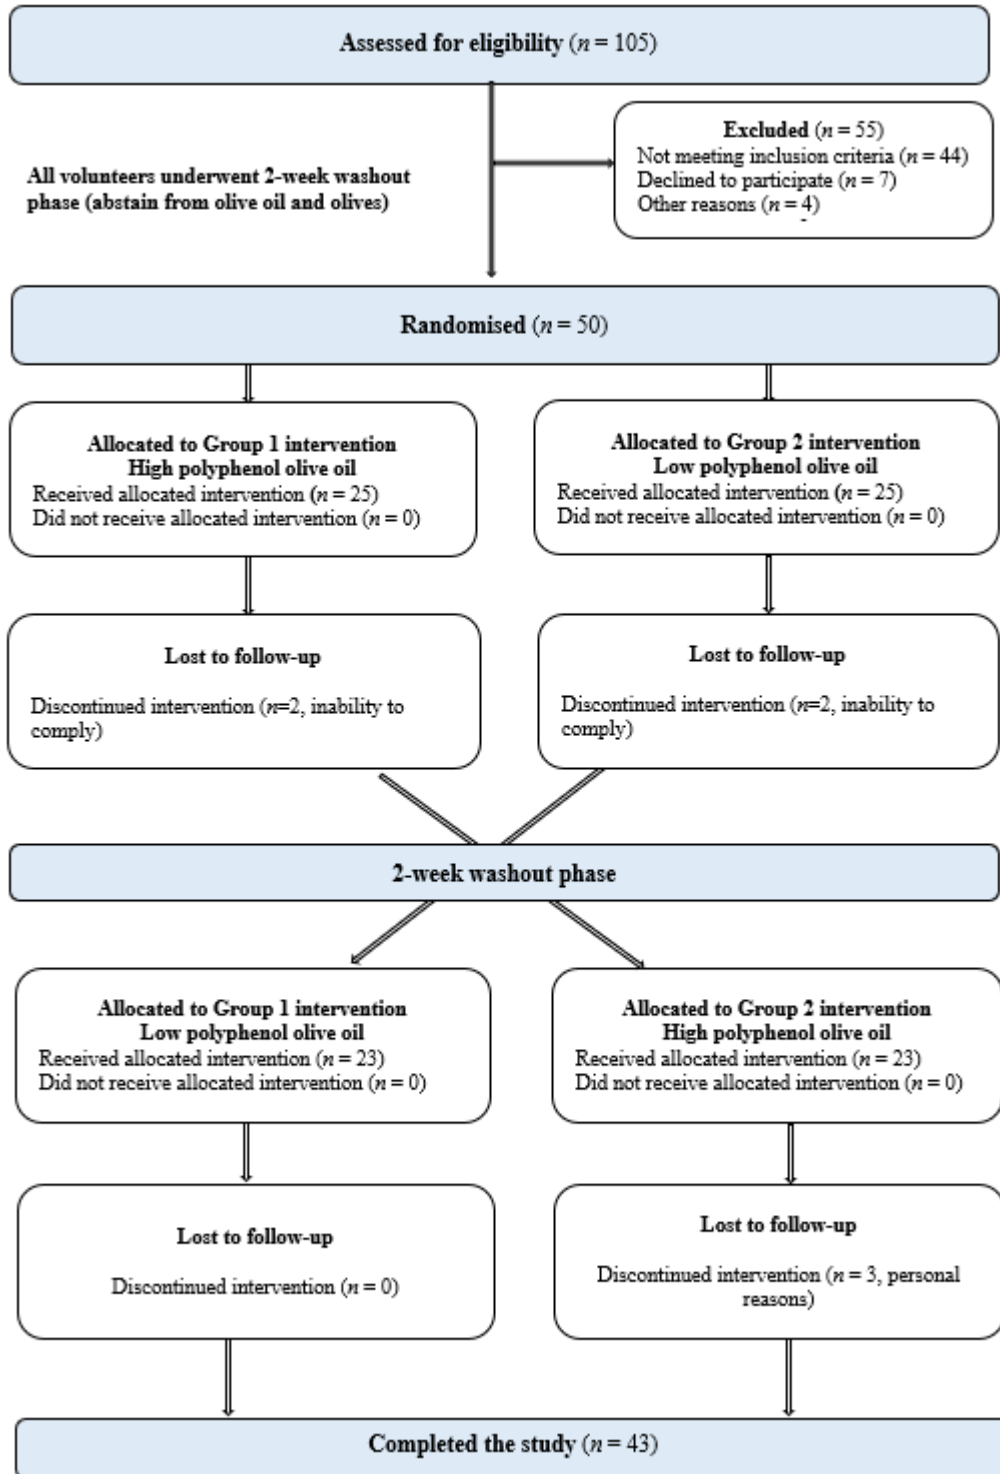 Assessed for eligibility (n = 105)
Excluded (n = 55)
Not meeting inclusion criteria (n = 44)
Declined to participate (n = 7)
Other reasons (n = 4)
All volunteers underwent 2-week washout
phase (abstain from olive oil and olives)
Randomised (n = 50)
Allocated to Group 1 intervention
High polyphenol olive oil
Received allocated intervention (n = 25)
Did not receive allocated intervention (n = 0)
Allocated to Group 2 intervention
Low polyphenol olive oil
Received allocated intervention (n = 25)
Did not receive allocated intervention (n = 0)
Lost to follow-up
Discontinued intervention (n=2, inability to
comply)
Lost to follow-up
Discontinued intervention (n=2, inability to
comply)
2-week washout phase
Allocated to Group 1 intervention
Low polyphenol olive oil
Received allocated intervention (n = 23)
Did not receive allocated intervention (n = 0)
Allocated to Group 2 intervention
High polyphenol olive oil
Received allocated intervention (n = 23)
Did not receive allocated intervention (n = 0)
Lost to follow-up
Discontinued intervention (n = 0)
Lost to follow-up
Discontinued intervention (n = 3, personal
reasons)
Completed the study (n = 43)